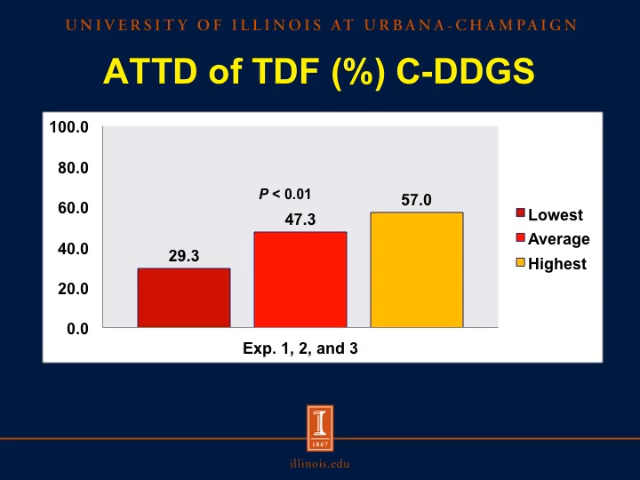 UNIVERSITY OF ILLINOIS AT URBANA-CHAMPAIGN
ATTD of TDF (%) C-DDGS
100.0
80.0
60.0
40.0
20.0
0.0
29.3
P < 0.01
47.3
57.0
Exp. 1, 2, and 3
Lowest
Average
Highest
I
1867
illinois.edu